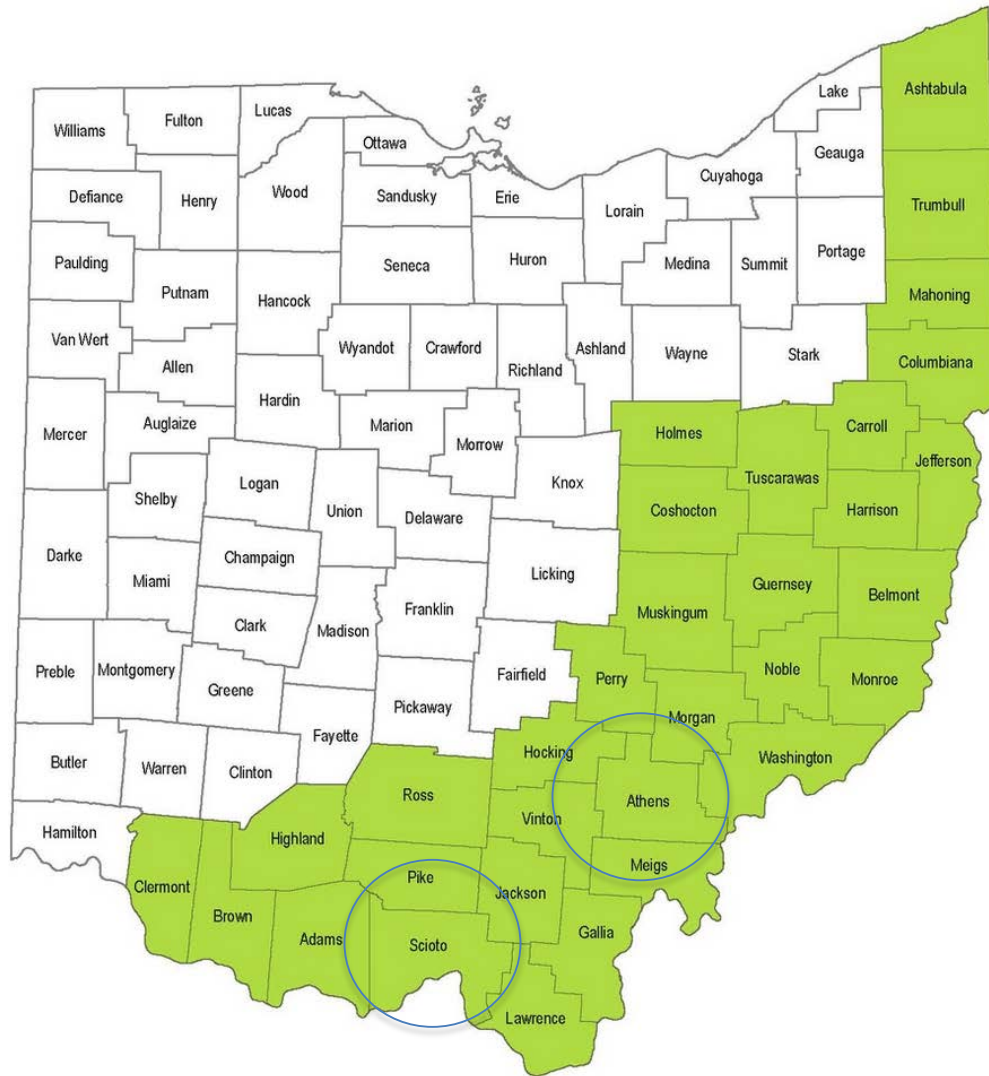 Ashtabula
Lake
Lucas
Fulton
Williams
Ottawa
Geauga
Cuyahoga
Sandusky
Erie
Wood
Henry
Defiance
Lorain
Trumbull
Portage
Huron
Seneca
Medina
Summit
Paulding
Putnam
Hancock
Mahoning
Van Wert
Wyandot
Crawford
Ashland
Wayne
Stark
Columbiana
Allen
Richland
Hardin
Auglaize
Marion
Mercer
Morrow
Holmes
Carroll
Jefferson
Tuscarawas
Knox
Logan
Shelby
Union
Delaware
Coshocton
Harrison
Darke
Champaign
Miami
Licking
Guernsey
Belmont
Franklin
Muskingum
Clark
Madison
Preble
Montgomery
Greene
Fairfield
Perry
Noble
Monroe
Pickaway
Morgan
Fayette
Hocking
Washington
Butler
Warren
Clinton
Ross
Athens
Vinton
Hamilton
Highland
Meigs
Pike
Clermont
Jackson
Brown
Adams
Scioto
Gallia
Lawrence